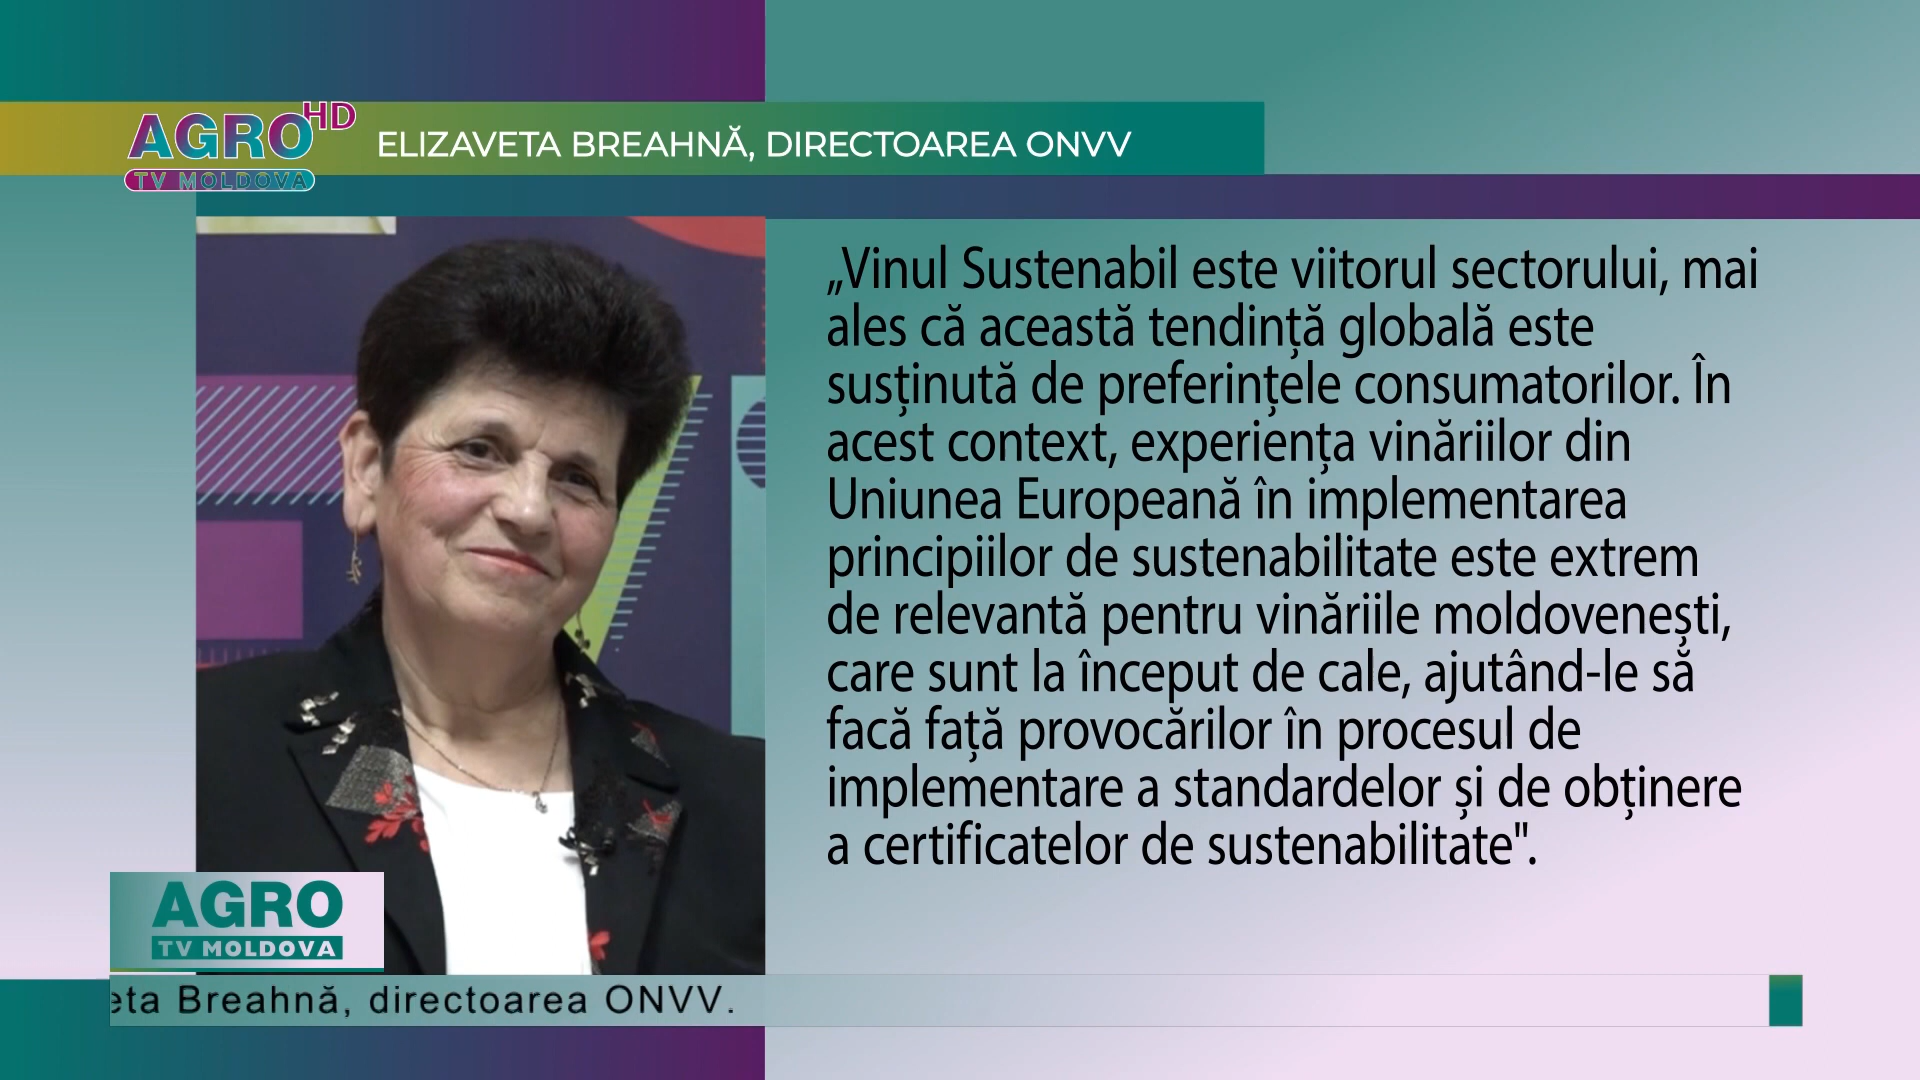 AGRO HD
TV MOLDOVA
ELIZAVETA BREAHNĂ, DIRECTOAREA ONVV
„Vinul Sustenabil este viitorul sectorului, mai
ales că această tendință globală este
susținută de preferințele consumatorilor. În
acest context, experiența vinăriilor din
Uniunea Europeană în implementarea
principiilor de sustenabilitate este extrem
de relevantă pentru vinăriile moldovenești,
care sunt la început de cale, ajutând-le să
facă față provocărilor în procesul de
implementare a standardelor și de obținere
a certificatelor de sustenabilitate".
AGRO
TV MOLDOVA
eta Breahnă, directoarea ONVV.